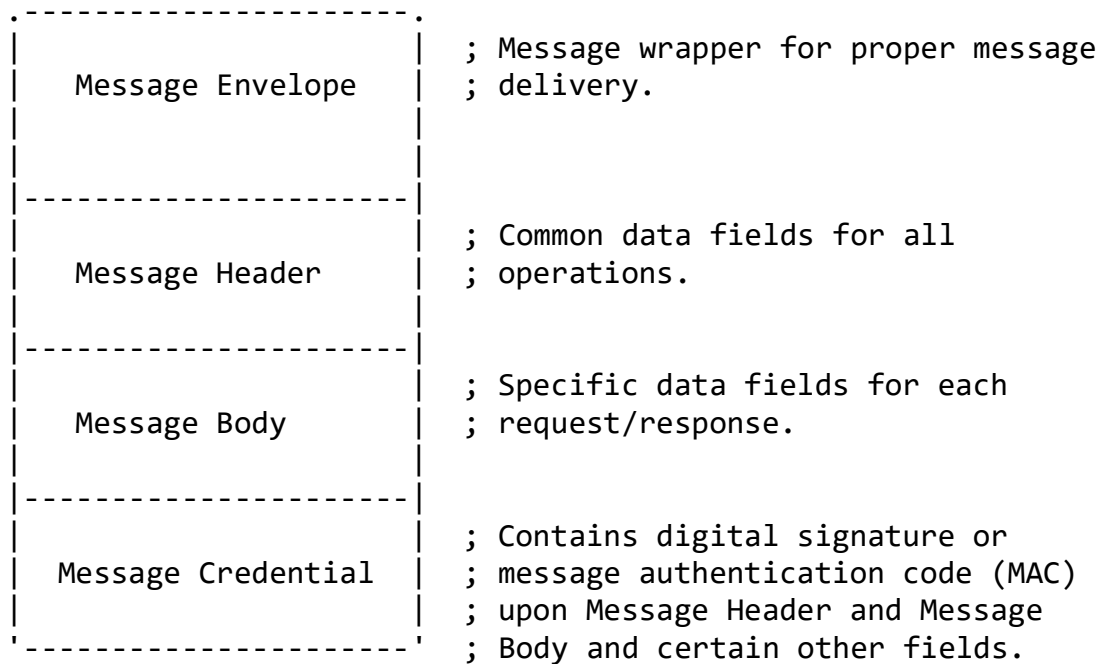 .----------------------.
|                      |  ; Message wrapper for proper message
|   Message Envelope   |  ; delivery.
|                      |
|                      |
|----------------------|
|                      |  ; Common data fields for all
|   Message Header     |  ; operations.
|                      |
|----------------------|
|                      |  ; Specific data fields for each
|   Message Body       |  ; request/response.
|                      |
|----------------------|
|                      |  ; Contains digital signature or
|  Message Credential  |  ; message authentication code (MAC)
|                      |  ; upon Message Header and Message
'----------------------'  ; Body and certain other fields.